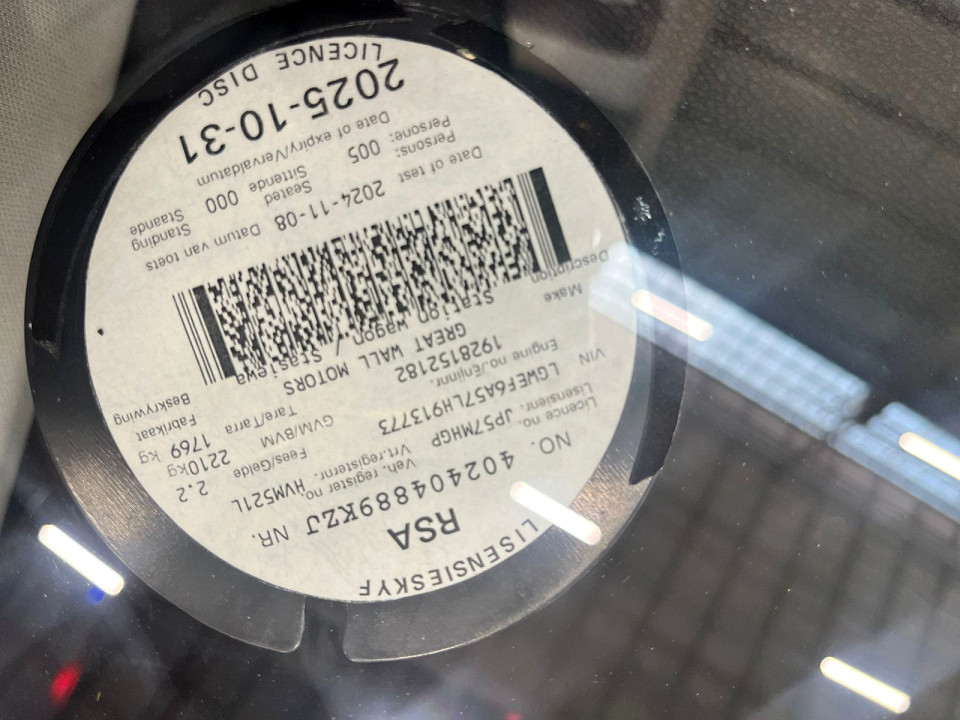 LISENSIESKYF
RSA
NO. 40240489KZJ NR.
Licence no. JP57MHGP Veh. register no. HVM521L
Lisensienr. Vrt.registernr.
VIN LGWEF6A57LH913773 Fees/Gelde 2.2
Engine no./Enjinnr. 1928152182 GVM/BVM 2210kg
Tare/Tarra 1769 kg
Make GREAT WALL MOTORS Fabrikaat
Description Station wagon / Stasiewa Beskrywing
Date of test 2024-11-08 Datum van toets
Persons: 005 Seated 000 Standing
Persone: Sittende Staande
Date of expiry/Vervaldatum
2025-10-31
LICENCE DISC